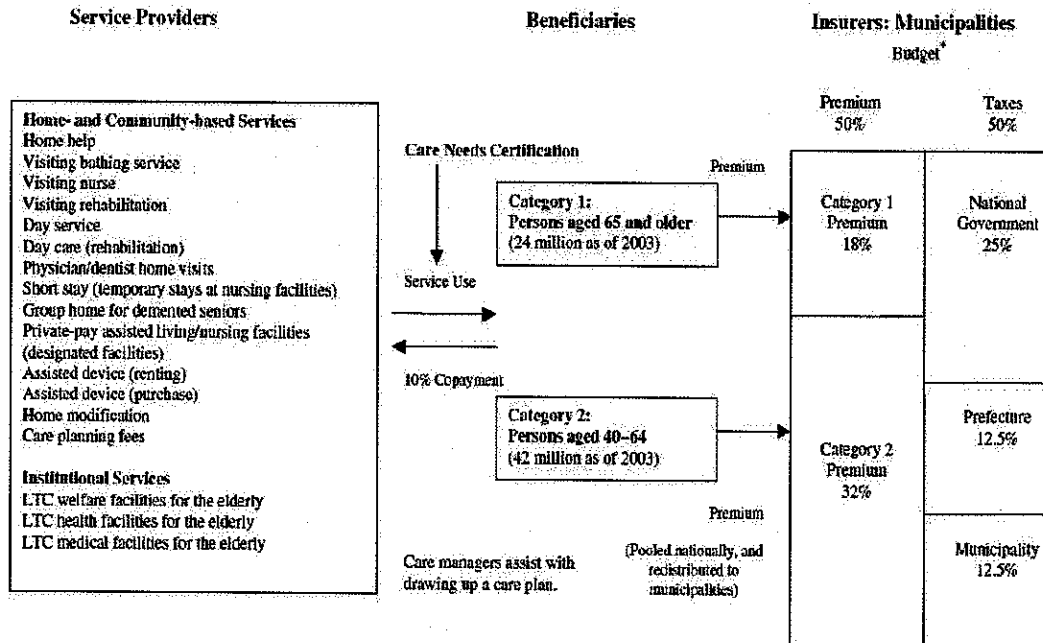 Service Providers
Beneficiaries
Insurers: Municipalities
Budget*
Premium
50%
Taxes
50%
Home- and Community-based Services
Home help
Visiting bathing service
Visiting nurse
Visiting rehabilitation
Day service
Day care (rehabilitation)
Physician/dentist home visits
Short stay (temporary stays at nursing facilities)
Group home for demented seniors
Private-pay assisted living/nursing facilities
(designated facilities)
Assisted device (renting)
Assisted device (purchase)
Home modification
Care planning fees
Institutional Services
LTC welfare facilities for the elderly
LTC health facilities for the elderly
LTC medical facilities for the elderly
Care Needs Certification
Service Use
10% Copayment
Care managers assist with
drawing up a care plan.
Premium
Category 1:
Persons aged 65 and older
(24 million as of 2003)
Category 2:
Persons aged 40–64
(42 million as of 2003)
Premium
(Pooled nationally, and
redistributed to
municipalities)
Category 1
Premium
18%
Category 2
Premium
32%
National
Government
25%
Prefecture
12.5%
Municipality
12.5%